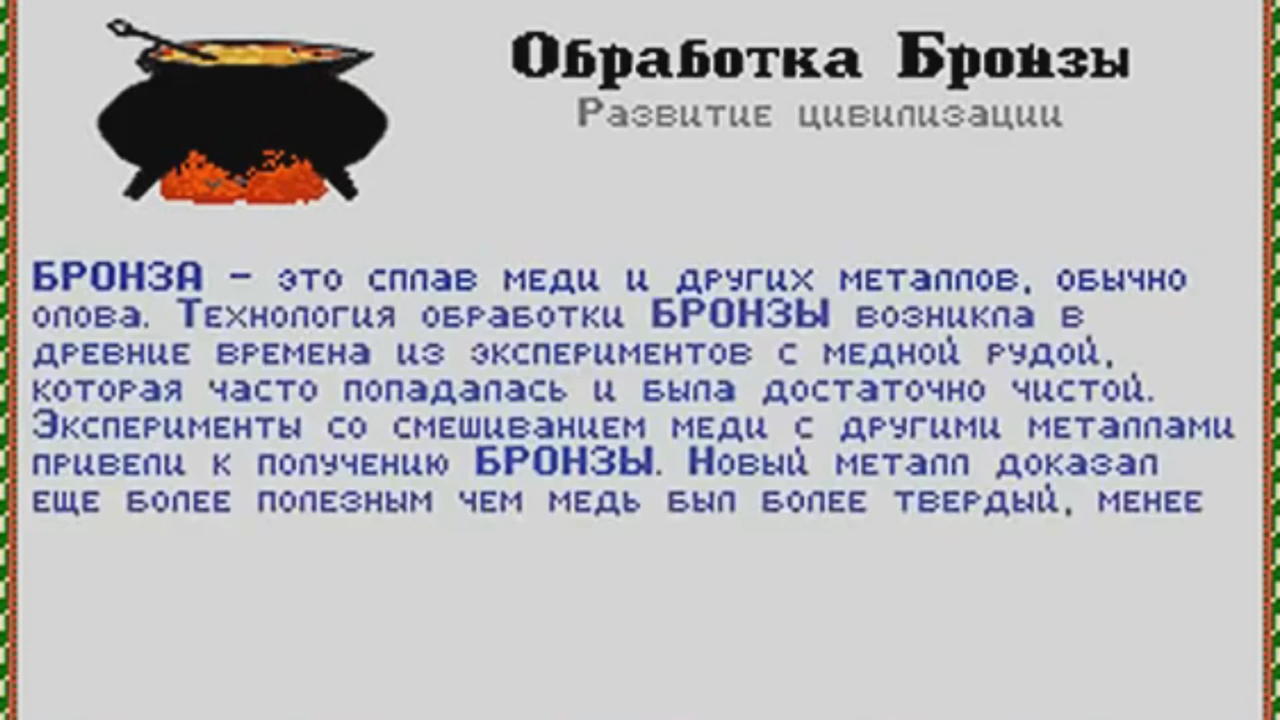 Обработка Бронзы
Развитие цивилизации
БРОНЗА – это сплав меди и других металлов, обычно
олова. Технология обработки БРОНЗЫ возникла в
древние времена из экспериментов с медной рудой,
которая часто попадалась и была достаточно чистой.
Эксперименты со смешиванием меди с другими металлами
привели к получению БРОНЗЫ. Новый металл доказал
еще более полезным чем медь был более твердый, менее